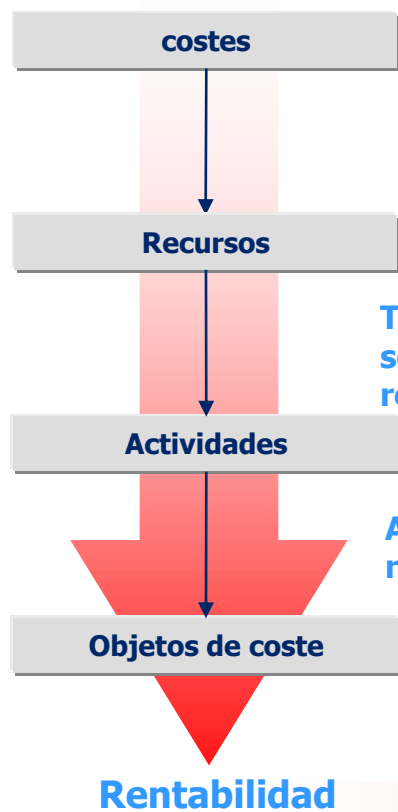 costes
Recursos
Actividades
Objetos de coste
Rentabilidad